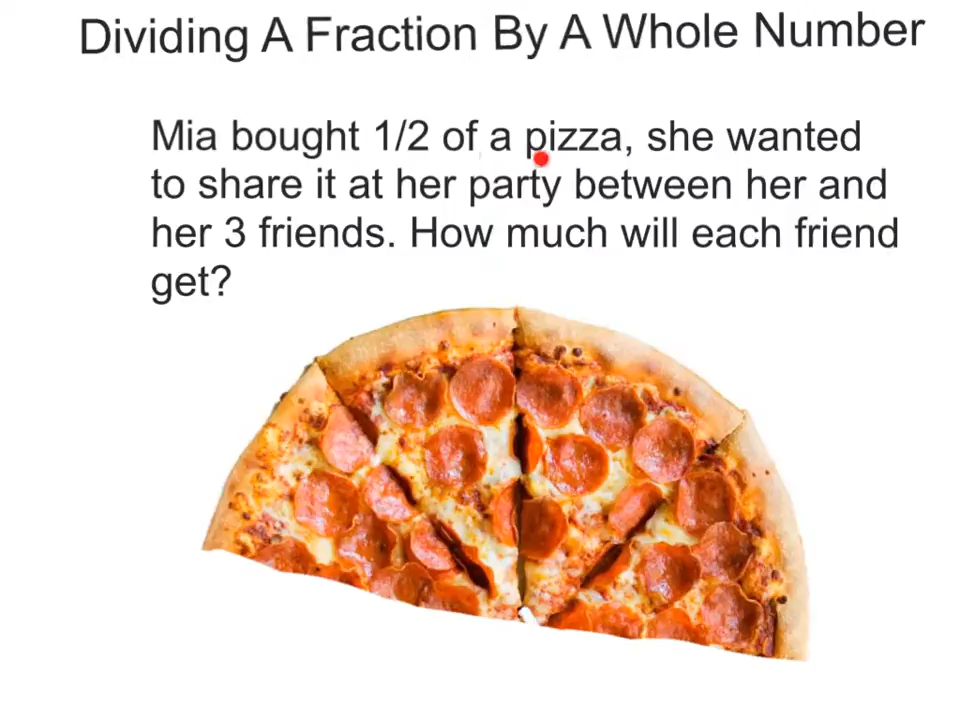 Dividing A Fraction By A Whole Number
Mia bought 1/2 of a pizza, she wanted
to share it at her party between her and
her 3 friends. How much will each friend
get?